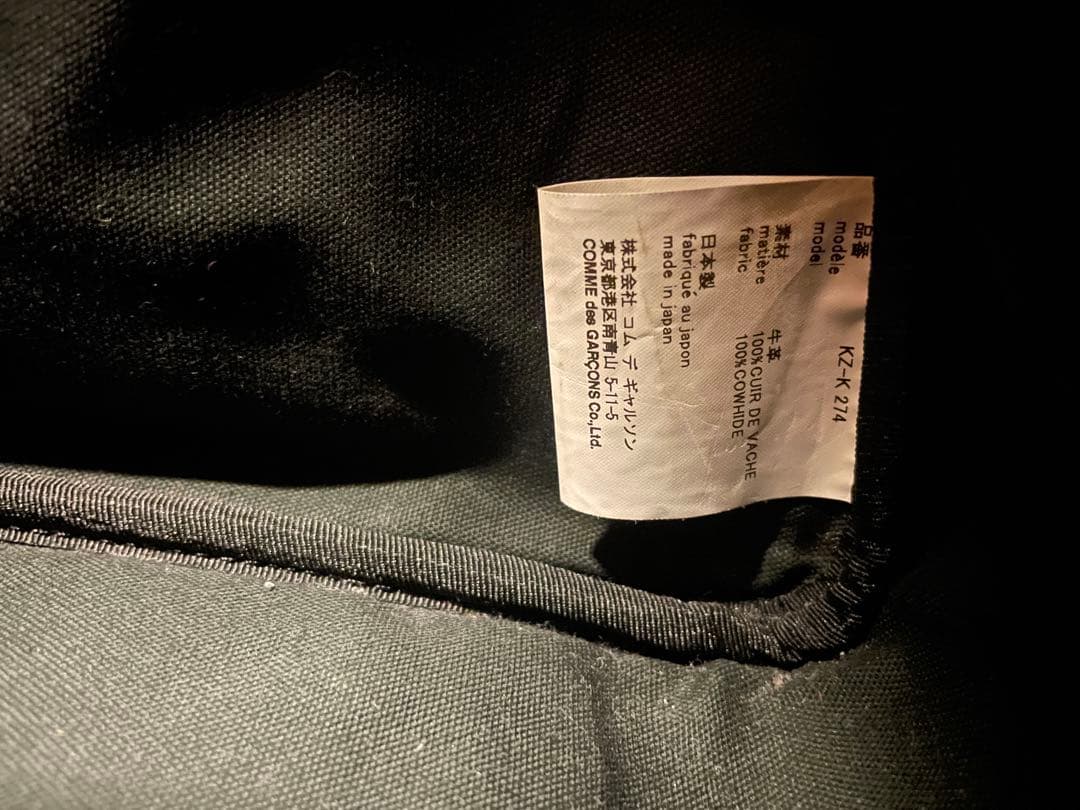 品番
modèle
model KZ-K 274
素材 牛革
matière 100%CUIR DE VACHE
fabric 100%COWHIDE
日本製
fabriqué au japon
made in japan
株式会社 コム デ ギャルソン
東京都港区南青山 5-11-5
COMME des GARÇONS Co.,Ltd.